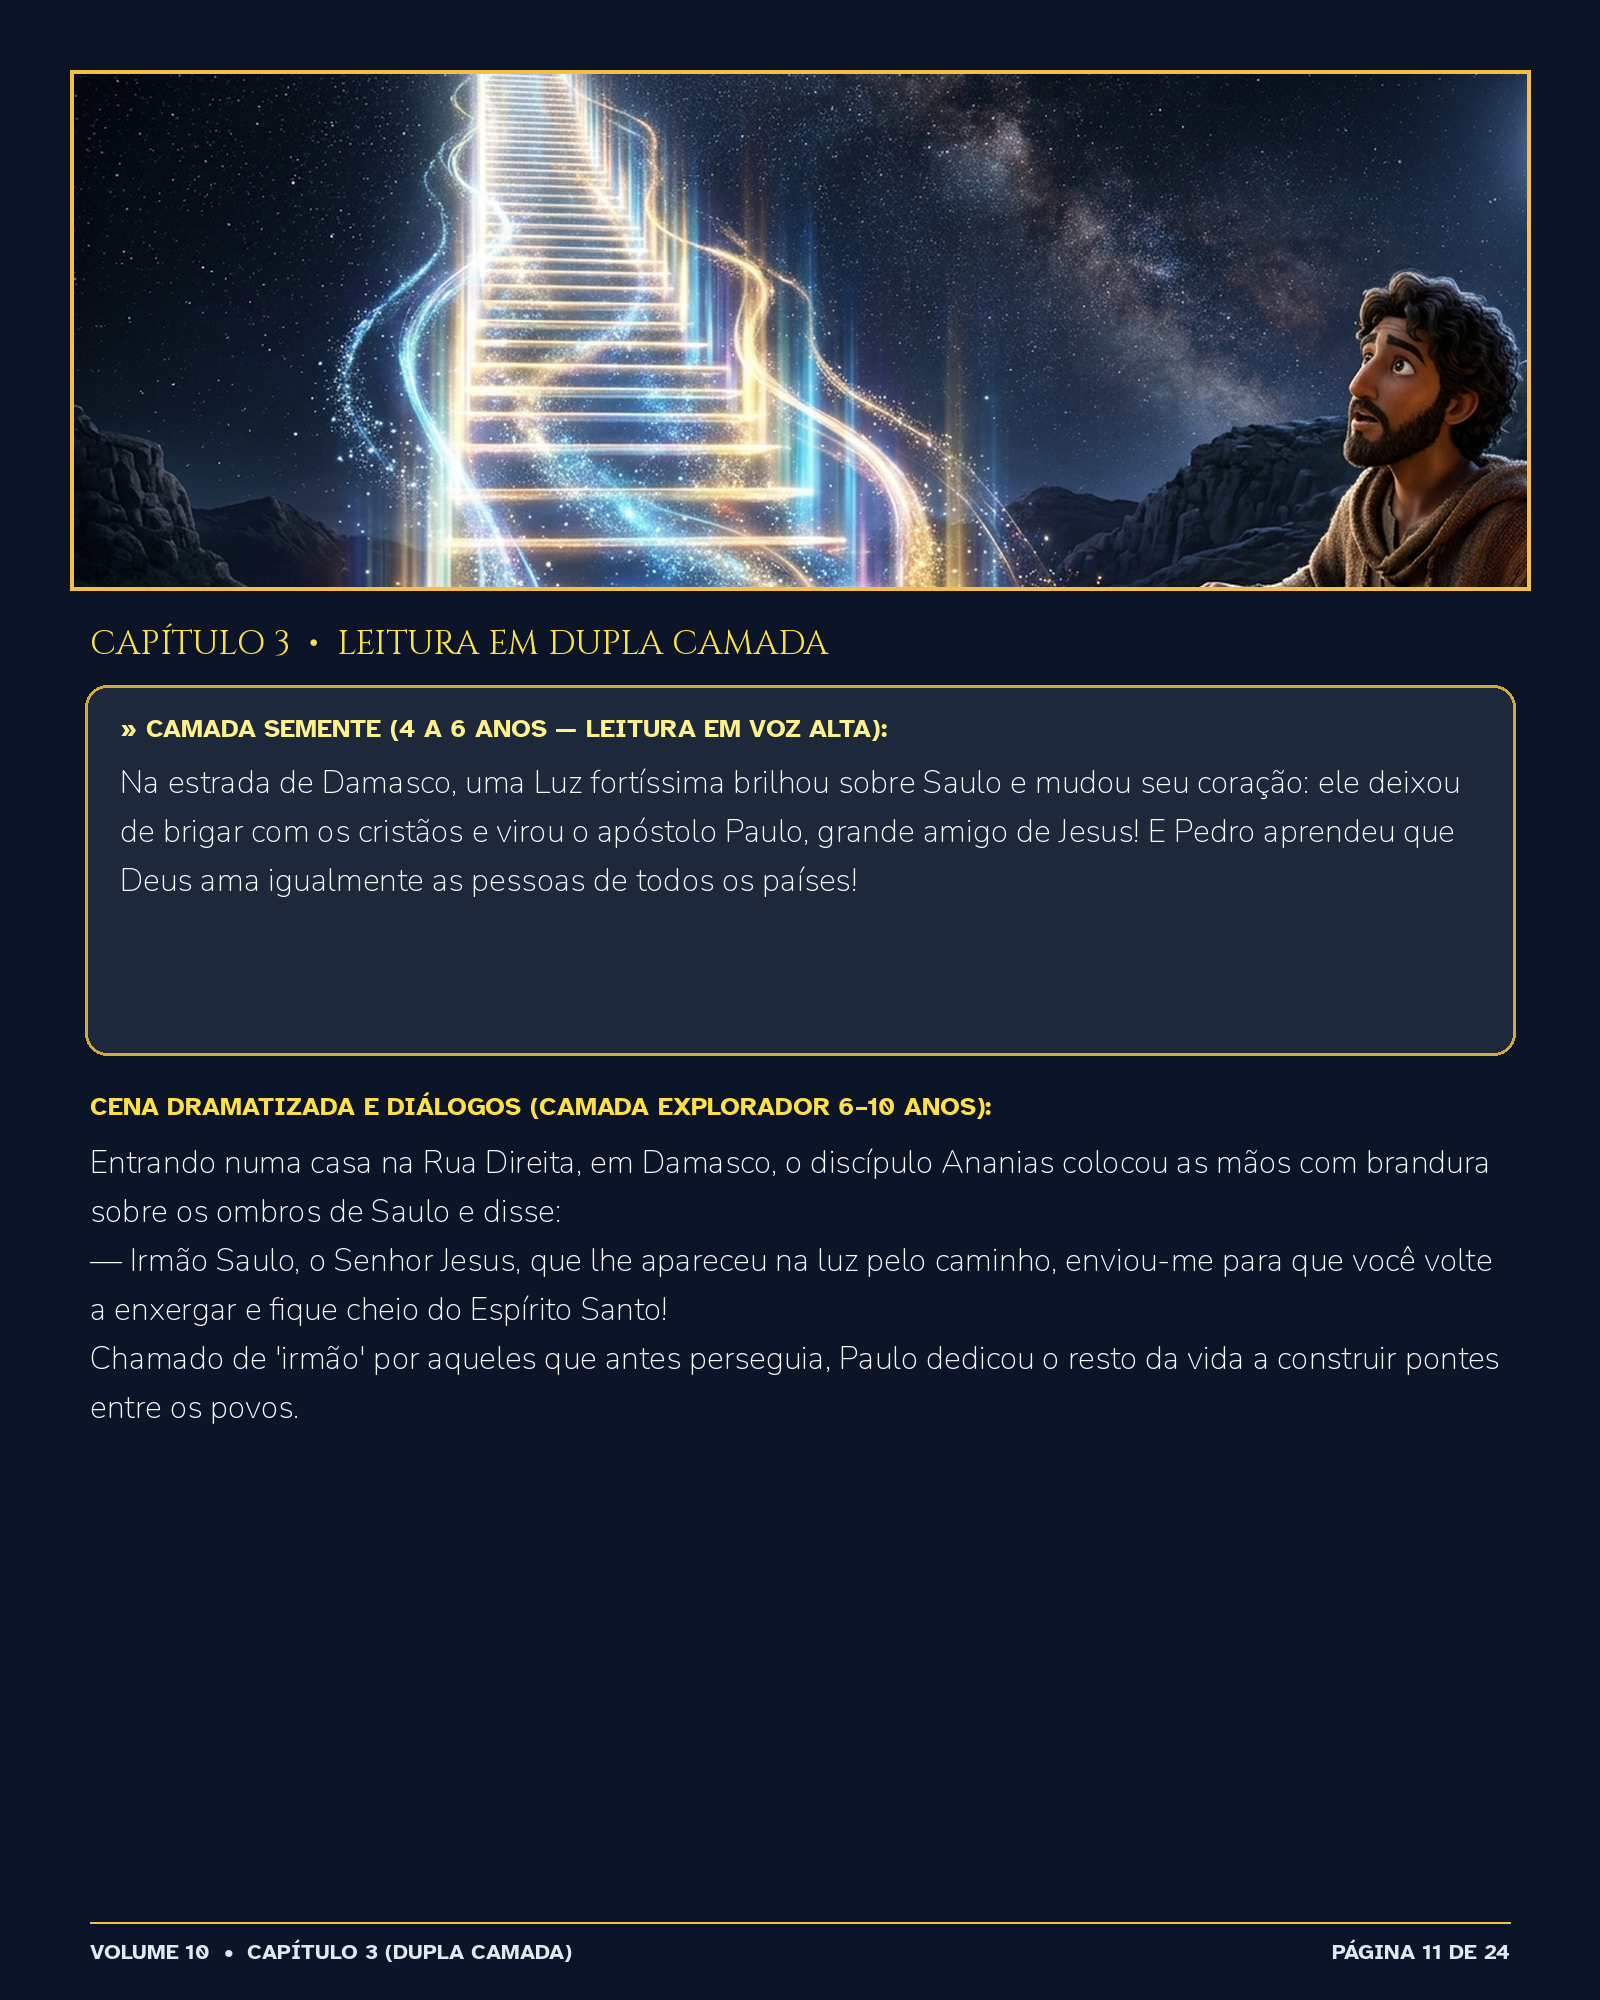 CAPÍTULO 3 • LEITURA EM DUPLA CAMADA
» CAMADA SEMENTE (4 A 6 ANOS — LEITURA EM VOZ ALTA):
Na estrada de Damasco, uma Luz fortíssima brilhou sobre Saulo e mudou seu coração: ele deixou
de brigar com os cristãos e virou o apóstolo Paulo, grande amigo de Jesus! E Pedro aprendeu que
Deus ama igualmente as pessoas de todos os países!
CENA DRAMATIZADA E DIÁLOGOS (CAMADA EXPLORADOR 6–10 ANOS):
Entrando numa casa na Rua Direita, em Damasco, o discípulo Ananias colocou as mãos com brandura
sobre os ombros de Saulo e disse:
— Irmão Saulo, o Senhor Jesus, que lhe apareceu na luz pelo caminho, enviou-me para que você volte
a enxergar e fique cheio do Espírito Santo!
Chamado de 'irmão' por aqueles que antes perseguia, Paulo dedicou o resto da vida a construir pontes
entre os povos.
VOLUME 10 • CAPÍTULO 3 (DUPLA CAMADA)
PÁGINA 11 DE 24